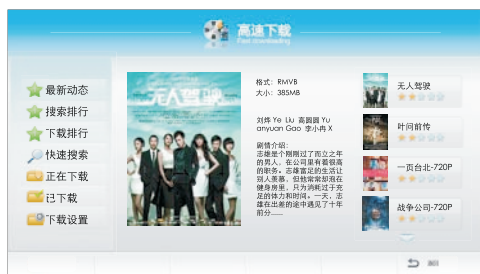 高速下载
Fast downloading
最新动态
搜索排行
下载排行
快速搜索
正在下载
已下载
下载设置
无人驾驶
格式: RMVB
大小: 385MB
刘烨 Ye Liu 高圆圆 Yu
anyuan Gao 李小冉 X
剧情介绍:
志雄是个刚刚过了而立之年
的男人，在公司里有着很高
的职务。志雄富足的生活让
别人羡慕，但他常常却泡在
健身房里，只为消耗过于充
足的体力和时间。一天，志
雄在出差的途中遇见了十年
前分......
无人驾驶
叶问前传
一页台北-720P
战争公司-720P